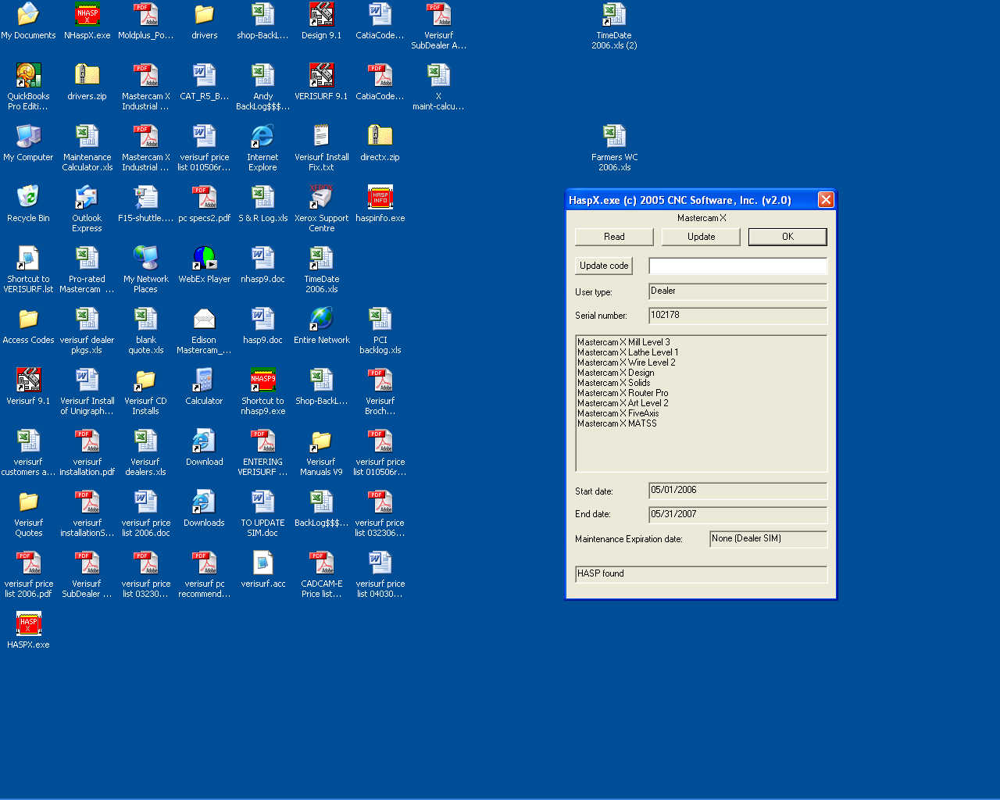 My Documents
NHASP
X
NHaspX.exe
Moldplus_Po...
drivers
shop-BackL...
Design 9.1
CatiaCode...
Verisurf
SubDealer A...
TimeDate
2006.xls (2)
QuickBooks
Pro Editi...
drivers.zip
Mastercam X
Industrial ...
CAT_R5_B...
Andy
BackLog$$$...
VERISURF 9.1
CatiaCode...
X
maint-calcu...
My Computer
Maintenance
Calculator.xls
Mastercam X
Industrial ...
verisurf price
list 010506r...
Internet
Explore
Verisurf Install
Fix.txt
directx.zip
Farmers WC
2006.xls
Recycle Bin
Outlook
Express
F15-shuttle....
pc specs2.pdf
S & R Log.xls
XEROX
Xerox Support
Centre
HASP
INFO
haspinfo.exe
Shortcut to
VERISURF.lst
Pro-rated
Mastercam ...
My Network
Places
WebEx Player
nhasp9.doc
TimeDate
2006.xls
Access Codes
verisurf dealer
pkgs.xls
blank
quote.xls
Edison
Mastercam_...
hasp9.doc
Entire Network
PCI
backlog.xls
Verisurf 9.1
Verisurf Install
of Unigraph...
Verisurf CD
Installs
Calculator
NHASP9
Shortcut to
nhasp9.exe
Shop-BackL...
Verisurf
Broch...
verisurf
customers a...
verisurf
installation.pdf
Verisurf
dealers.xls
Download
ENTERING
VERISURF ...
Verisurf
Manuals V9
verisurf price
list 010506r...
Verisurf
Quotes
verisurf
installationS...
verisurf price
list 2006.doc
Downloads
TO UPDATE
SIM.doc
BackLog$$$...
verisurf price
list 032306...
verisurf price
list 2006.pdf
Verisurf
SubDealer ...
verisurf price
list 03230...
verisurf pc
recommend...
verisurf.acc
CADCAM-E
Price list...
verisurf price
list 04030...
HASP
X
HASPX.exe
HaspX.exe (c) 2005 CNC Software, Inc. (v2.0)
Mastercam X
Read
Update
OK
Update code
User type:
Dealer
Serial number:
102178
Mastercam X Mill Level 3
Mastercam X Lathe Level 1
Mastercam X Wire Level 2
Mastercam X Design
Mastercam X Solids
Mastercam X Router Pro
Mastercam X Art Level 2
Mastercam X FiveAxis
Mastercam X MATSS
Start date:
05/01/2006
End date:
05/31/2007
Maintenance Expiration date:
None (Dealer SIM)
HASP found